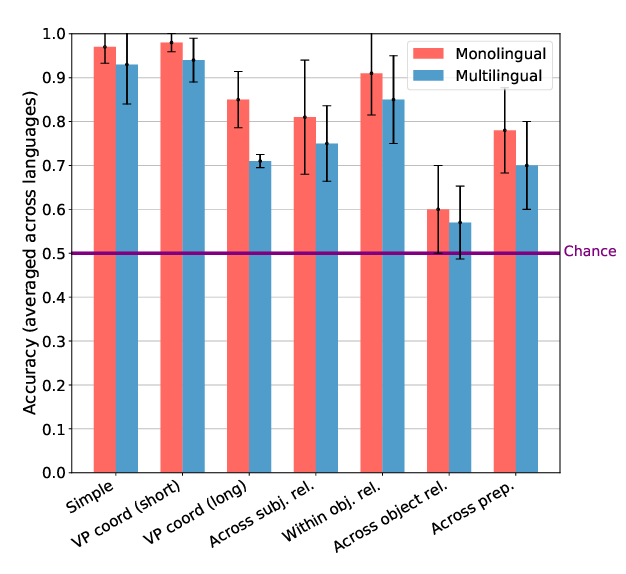 Accuracy (averaged across languages)
1.0
0.9
0.8
0.7
0.6
0.5
0.4
0.3
0.2
0.1
0.0
Monolingual
Multilingual
Chance
Simple
VP coord (short)
VP coord (long)
Across subj. rel.
Within obj. rel.
Across object rel.
Across prep.